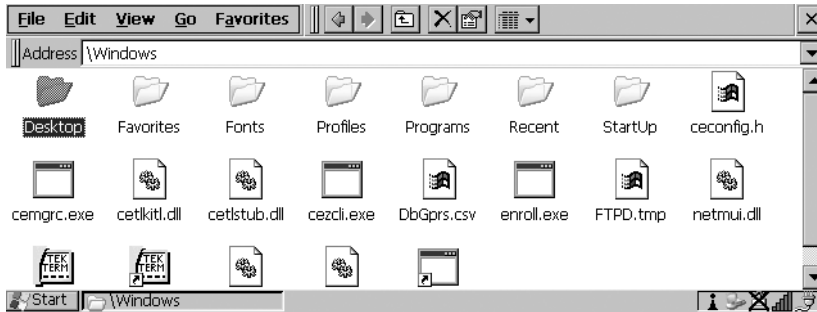 File Edit View Go Favorites
Address \Windows
Desktop Favorites Fonts Profiles Programs Recent StartUp ceconfig.h
cemgrc.exe cetlkitl.dll cetlstub.dll cezcli.exe DbGprs.csv enroll.exe FTPD.tmp netmui.dll
TEK TERM TEK TERM
Start \Windows